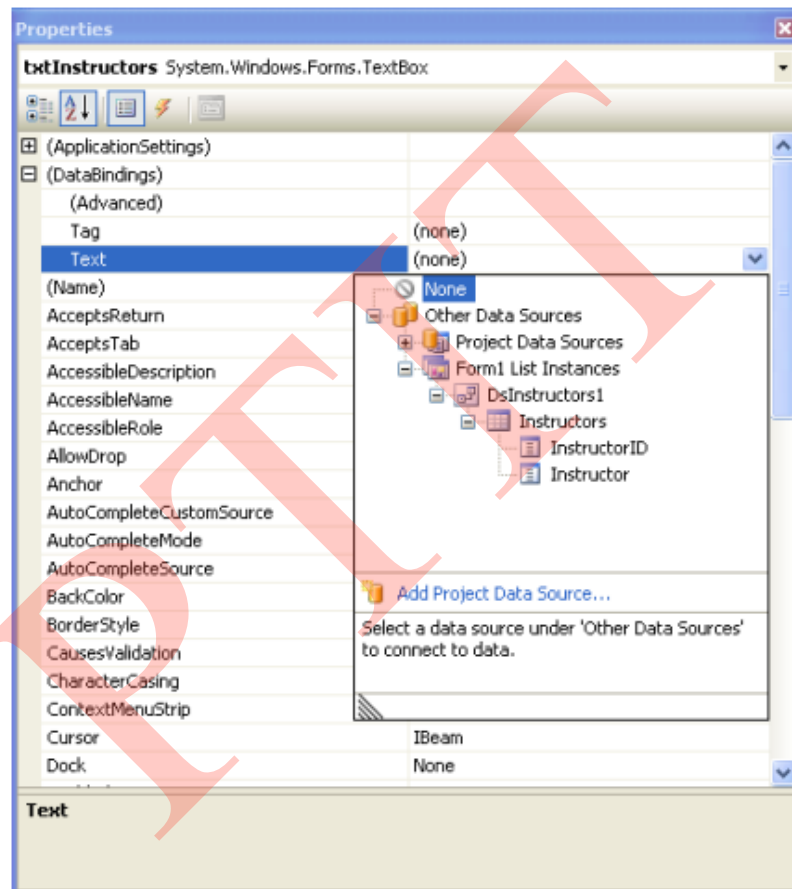 Properties
txtInstructors System.Windows.Forms.TextBox
(ApplicationSettings)
(DataBindings)
(Advanced)
Tag (none)
Text (none)
(Name)
AcceptsReturn
AcceptsTab
AccessibleDescription
AccessibleName
AccessibleRole
AllowDrop
Anchor
AutoCompleteCustomSource
AutoCompleteMode
AutoCompleteSource
BackColor
BorderStyle
CausesValidation
CharacterCasing
ContextMenuStrip
Cursor IBeam
Dock None
None
Other Data Sources
Project Data Sources
Form1 List Instances
DsInstructors1
Instructors
InstructorID
Instructor
Add Project Data Source...
Select a data source under 'Other Data Sources'
to connect to data.
Text
PTIT